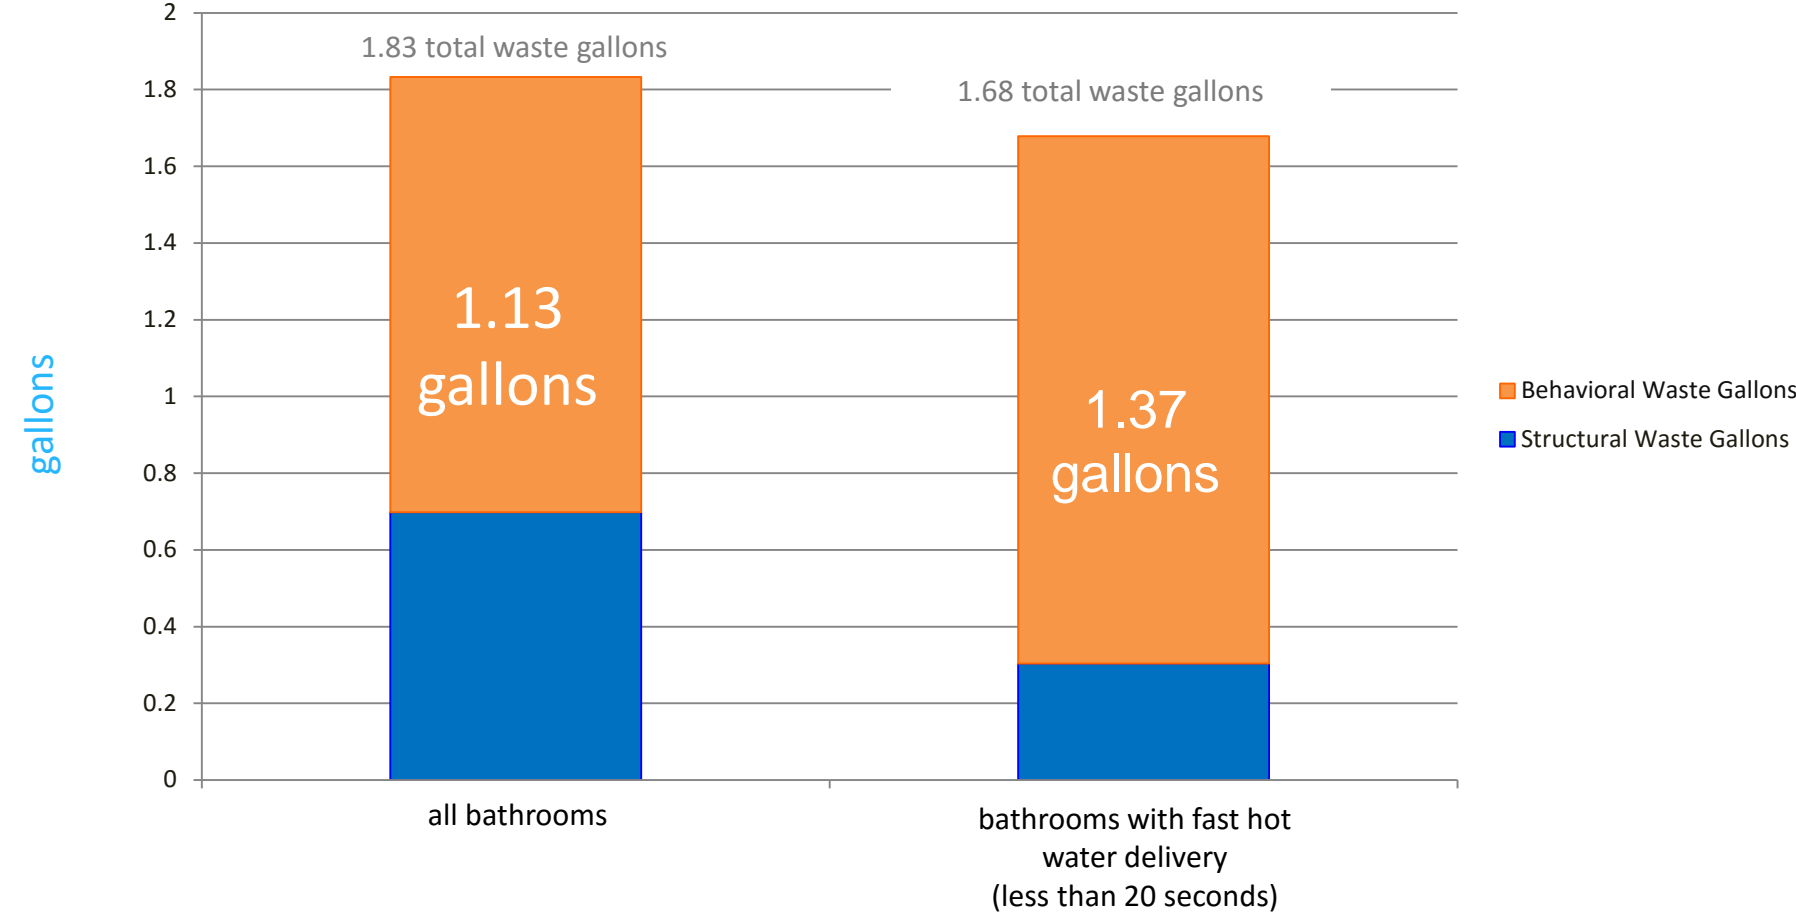 2
1.8
1.6
1.4
1.2
1
0.8
0.6
0.4
0.2
0
gallons
1.83 total waste gallons
1.68 total waste gallons
1.13
gallons
1.37
gallons
Behavioral Waste Gallons
Structural Waste Gallons
all bathrooms
bathrooms with fast hot
water delivery
(less than 20 seconds)